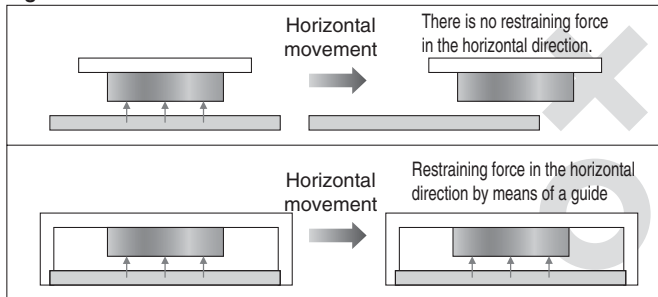 Horizontal
movement
There is no restraining force
in the horizontal direction.
Horizontal
movement
Restraining force in the horizontal
direction by means of a guide